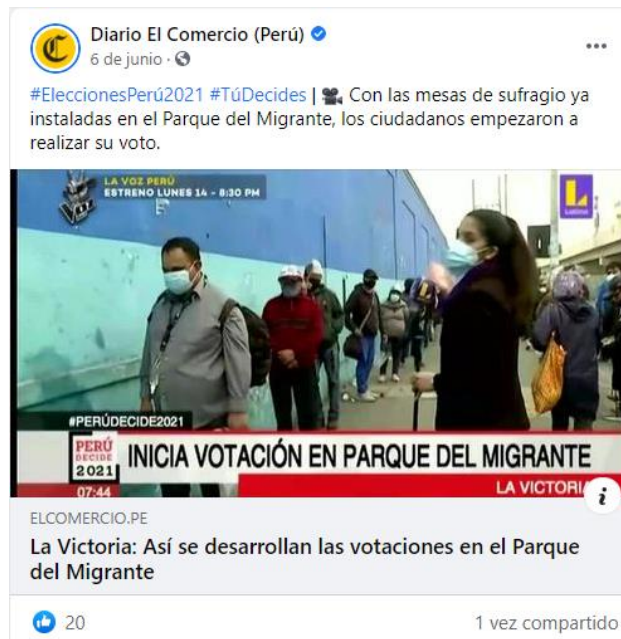 Diario El Comercio (Perú)
6 de junio ·
#EleccionesPerú2021 #TúDecides | Con las mesas de sufragio ya
instaladas en el Parque del Migrante, los ciudadanos empezaron a
realizar su voto.
LA VOZ PERÚ
ESTRENO LUNES 14 - 8:30 PM
Latina
#PERÚDECIDE2021
PERÚ
DECIDE
2021
INICIA VOTACIÓN EN PARQUE DEL MIGRANTE
07:44
LA VICTORIA
ELCOMERCIO.PE
La Victoria: Así se desarrollan las votaciones en el Parque
del Migrante
20
1 vez compartido